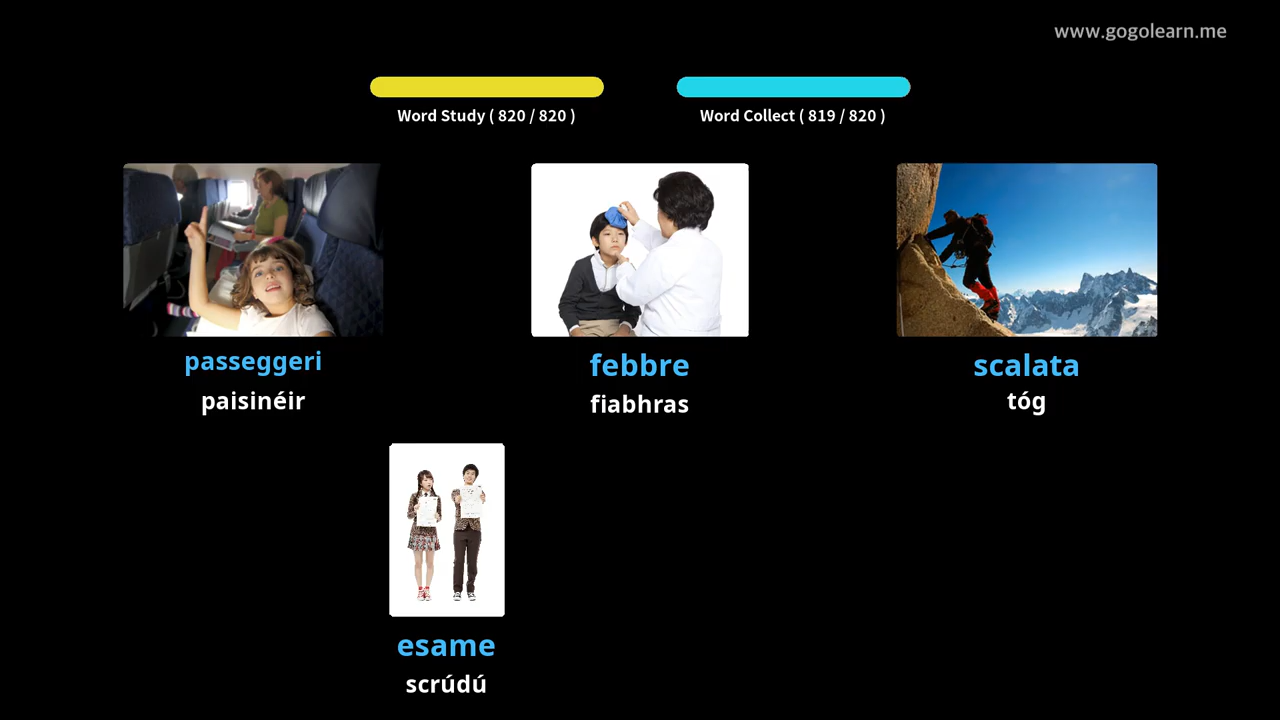 www.gogolearn.me
Word Study ( 820 / 820 )
Word Collect ( 819 / 820 )
passeggeri
paisinéir
febbre
fiabhras
scalata
tóg
esame
scrúdú